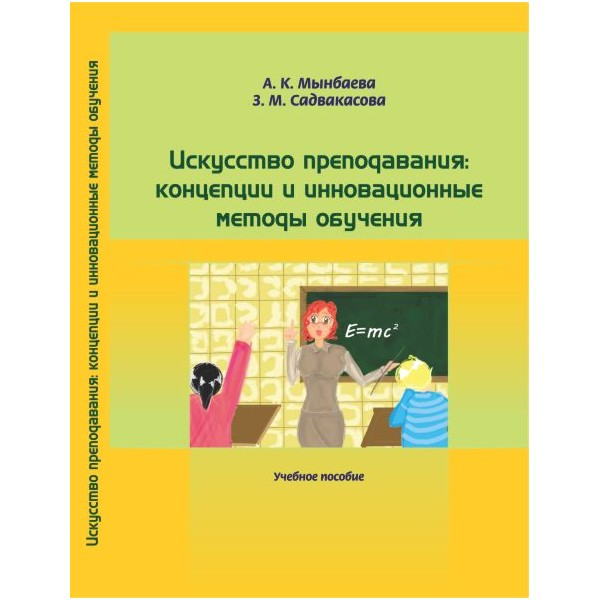 Искусство преподавания: концепции и инновационные методы обучения
А. К. Мынбаева
З. М. Садвакасова
Искусство преподавания:
концепции и инновационные
методы обучения
E=mc²
Учебное пособие